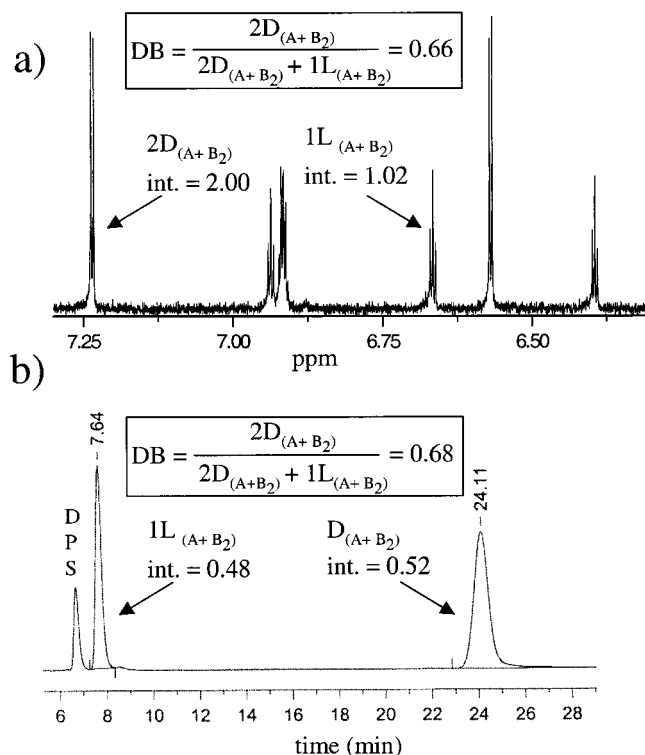 a)
DB = 2D(A+ B2) / 2D(A+ B2) + 1L(A+ B2) = 0.66
2D (A+ B2)
int. = 2.00
1L (A+ B2)
int. = 1.02
7.25 7.00 6.75 6.50
ppm
b)
DB = 2D(A+ B2) / 2D(A+B2) + 1L(A+B2) = 0.68
7.64
24.11
D
P
S
1L (A+B2)
int. = 0.48
D(A+ B2)
int. = 0.52
6 8 10 12 14 16 18 20 22 24 26 28
time (min)